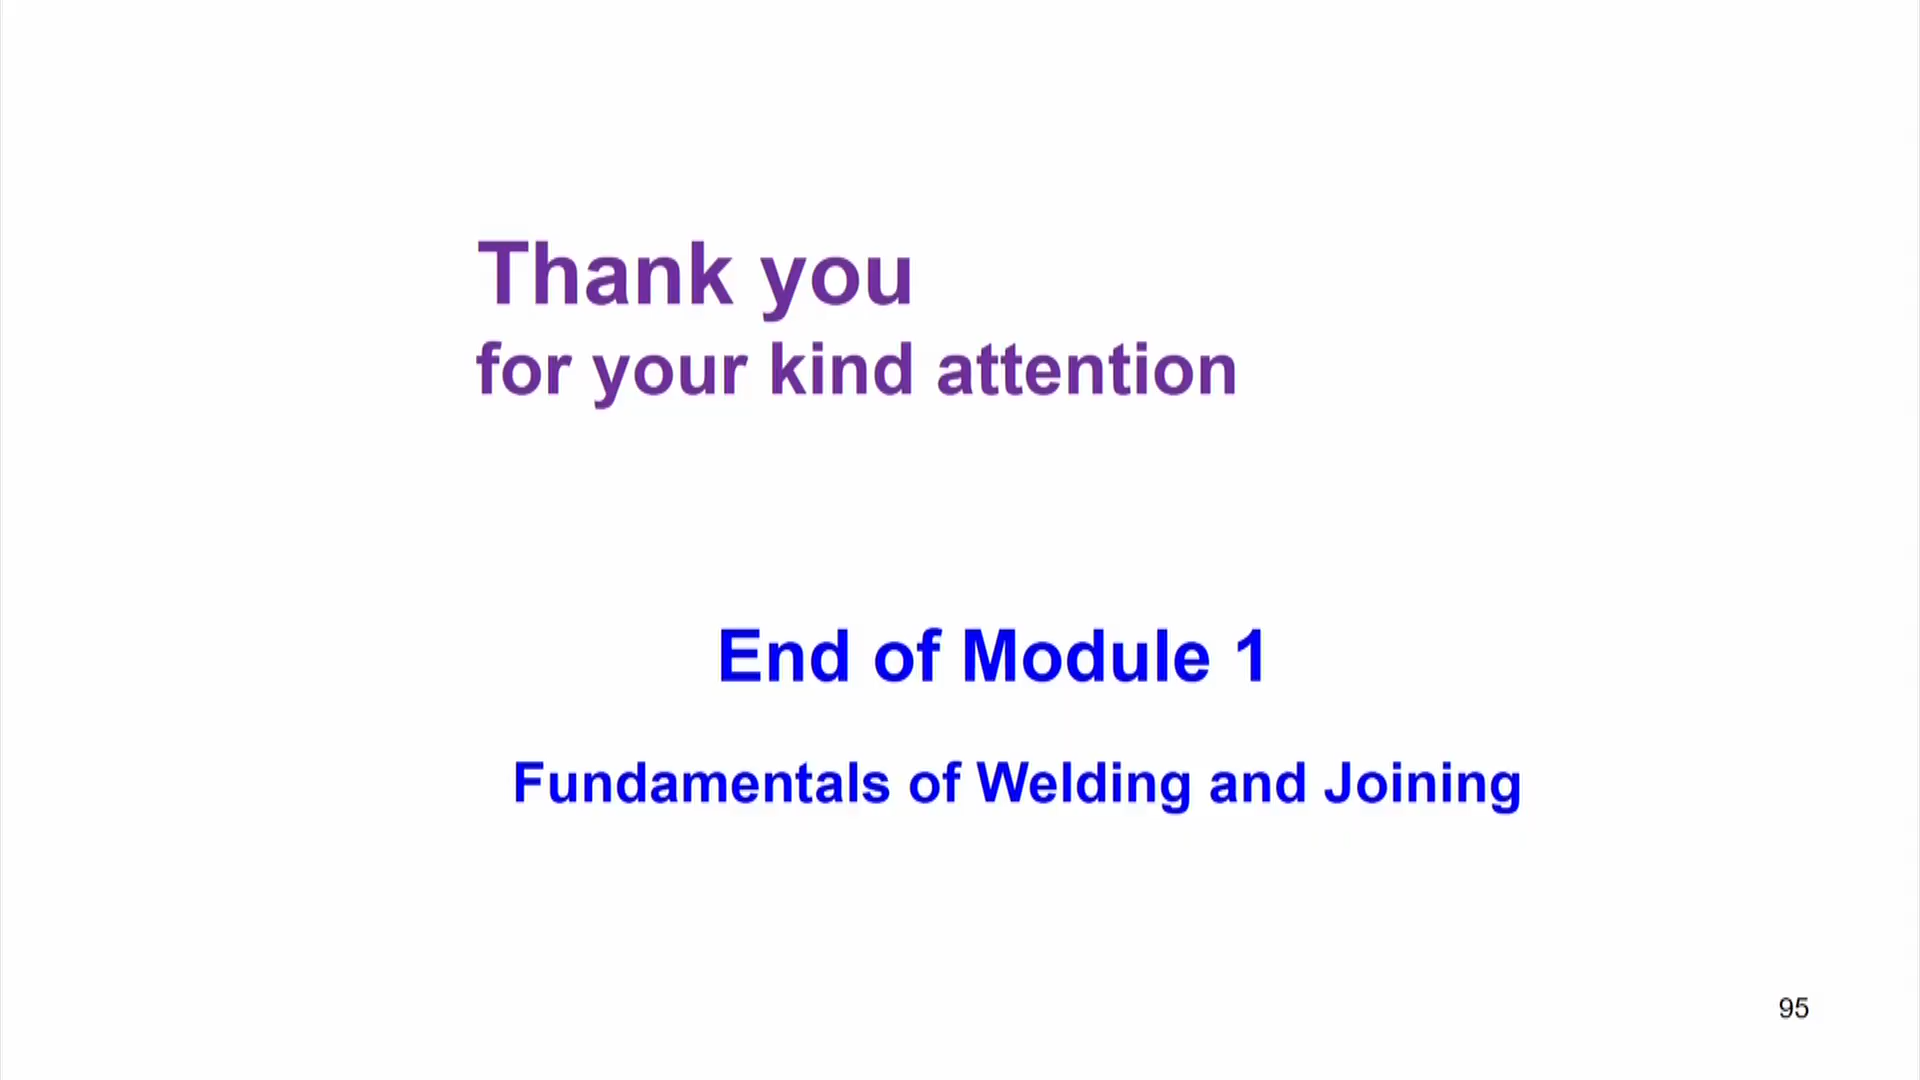 Thank you
for your kind attention
End of Module 1
Fundamentals of Welding and Joining
95